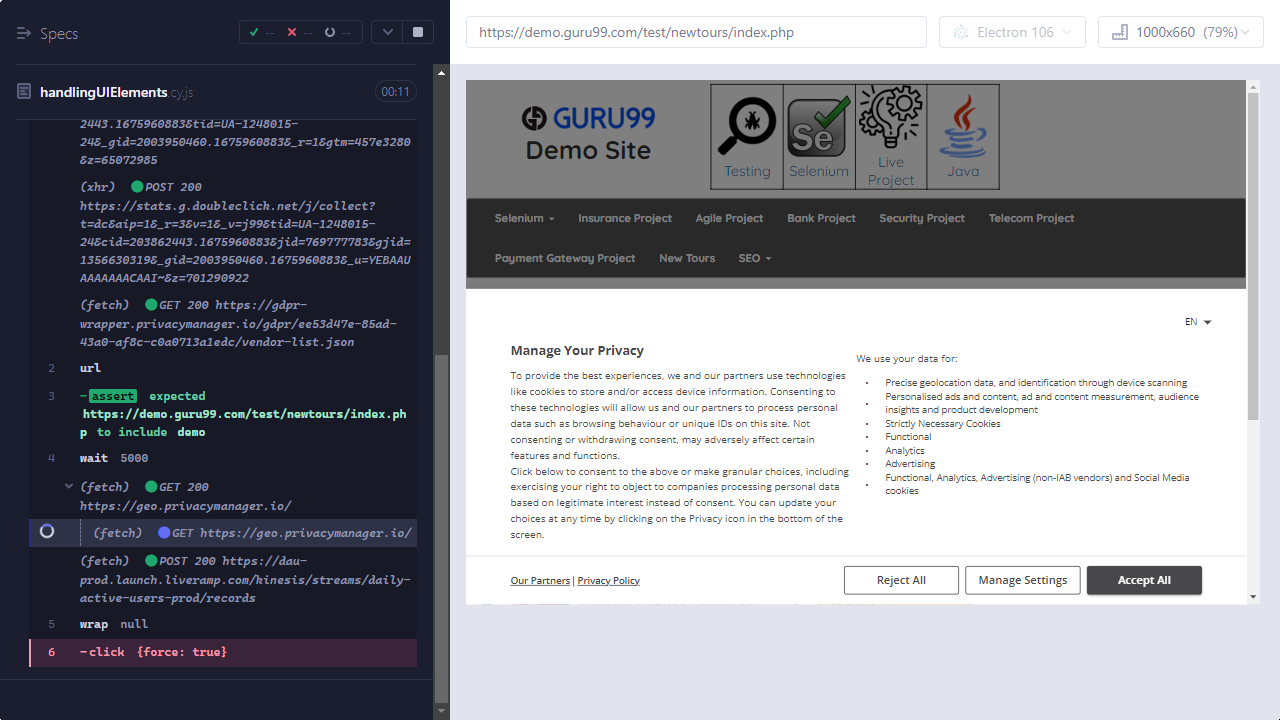 Specs
-- -- --
handlingUIElements.cy.js
00:11
2443.1675960883&tid=UA-1248015-
24&_gid=2003950460.1675960883&_r=1&gtm=457e3280
&z=65072985
(xhr) POST 200
https://stats.g.doubleclick.net/j/collect?
t=dc&aip=1&_r=3&v=1&_v=j99&tid=UA-1248015-
24&cid=203862443.1675960883&jid=769777783&gjid=
1356630319&_gid=2003950460.1675960883&_u=YEBAAU
AAAAAAACAAI~&z=701290922
(fetch) GET 200 https://gdpr-
wrapper.privacymanager.io/gdpr/ee53d47e-85ad-
43a0-af8c-c0a0713a1edc/vendor-list.json
2 url
3 -assert expected
https://demo.guru99.com/test/newtours/index.ph
p to include demo
4 wait 5000
(fetch) GET 200
https://geo.privacymanager.io/
(fetch) GET https://geo.privacymanager.io/
(fetch) POST 200 https://dau-
prod.launch.liveramp.com/kinesis/streams/daily-
active-users-prod/records
5 wrap null
6 -click {force: true}
https://demo.guru99.com/test/newtours/index.php
Electron 106
1000x660 (79%)
GURU99
Demo Site
Testing
Se
Selenium
Live
Project
Java
Selenium
Insurance Project
Agile Project
Bank Project
Security Project
Telecom Project
Payment Gateway Project
New Tours
SEO
EN
Manage Your Privacy
To provide the best experiences, we and our partners use technologies
like cookies to store and/or access device information. Consenting to
these technologies will allow us and our partners to process personal
data such as browsing behaviour or unique IDs on this site. Not
consenting or withdrawing consent, may adversely affect certain
features and functions.
Click below to consent to the above or make granular choices, including
exercising your right to object to companies processing personal data
based on legitimate interest instead of consent. You can update your
choices at any time by clicking on the Privacy icon in the bottom of the
screen.
We use your data for:
• Precise geolocation data, and identification through device scanning
• Personalised ads and content, ad and content measurement, audience
insights and product development
• Strictly Necessary Cookies
• Functional
• Analytics
• Advertising
• Functional, Analytics, Advertising (non-IAB vendors) and Social Media
cookies
Our Partners | Privacy Policy
Reject All
Manage Settings
Accept All